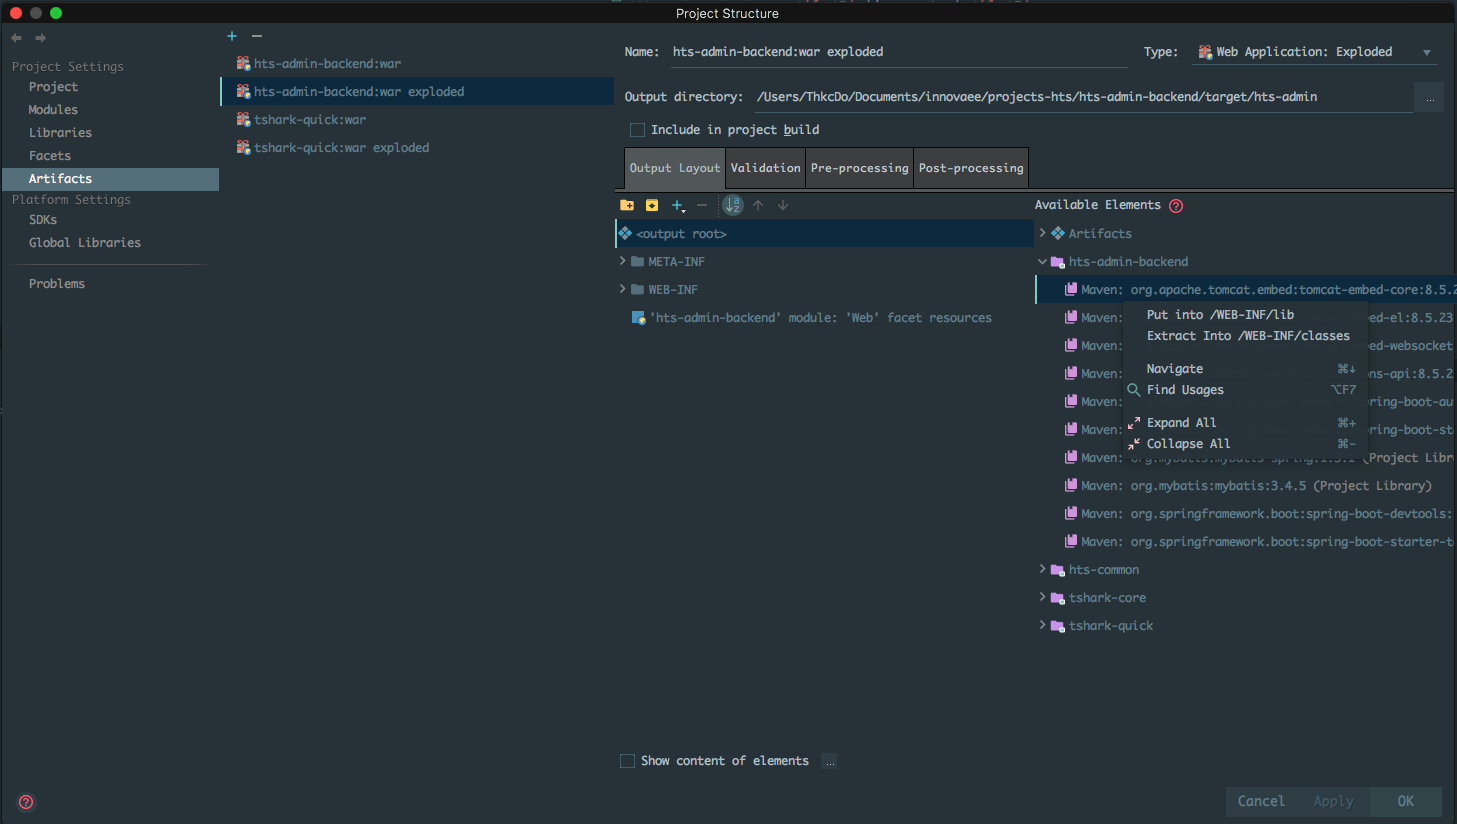 Project Structure
Project Settings
Project
Modules
Libraries
Facets
Artifacts
Platform Settings
SDKs
Global Libraries
Problems
hts-admin-backend:war
hts-admin-backend:war exploded
tshark-quick:war
tshark-quick:war exploded
Name: hts-admin-backend:war exploded
Type: Web Application: Exploded
Output directory: /Users/ThkcDo/Documents/innovaee/projects-hts/hts-admin-backend/target/hts-admin
...
Include in project build
Output Layout Validation Pre-processing Post-processing
<output root>
META-INF
WEB-INF
'hts-admin-backend' module: 'Web' facet resources
Available Elements ?
Artifacts
hts-admin-backend
Maven: org.apache.tomcat.embed:tomcat-embed-core:8.5.2
Maven: ed-el:8.5.23
Maven: ed-websocket
Maven: ons-api:8.5.2
Maven: ring-boot-au
Maven: ring-boot-st
Maven: org.mybatis:mybatis-spring:1.3.1 (Project Libr
Maven: org.mybatis:mybatis:3.4.5 (Project Library)
Maven: org.springframework.boot:spring-boot-devtools:
Maven: org.springframework.boot:spring-boot-starter-t
hts-common
tshark-core
tshark-quick
Put into /WEB-INF/lib
Extract Into /WEB-INF/classes
Navigate ⌘↓
Find Usages ⌥F7
Expand All ⌘+
Collapse All ⌘-
Show content of elements ...
?
Cancel Apply OK